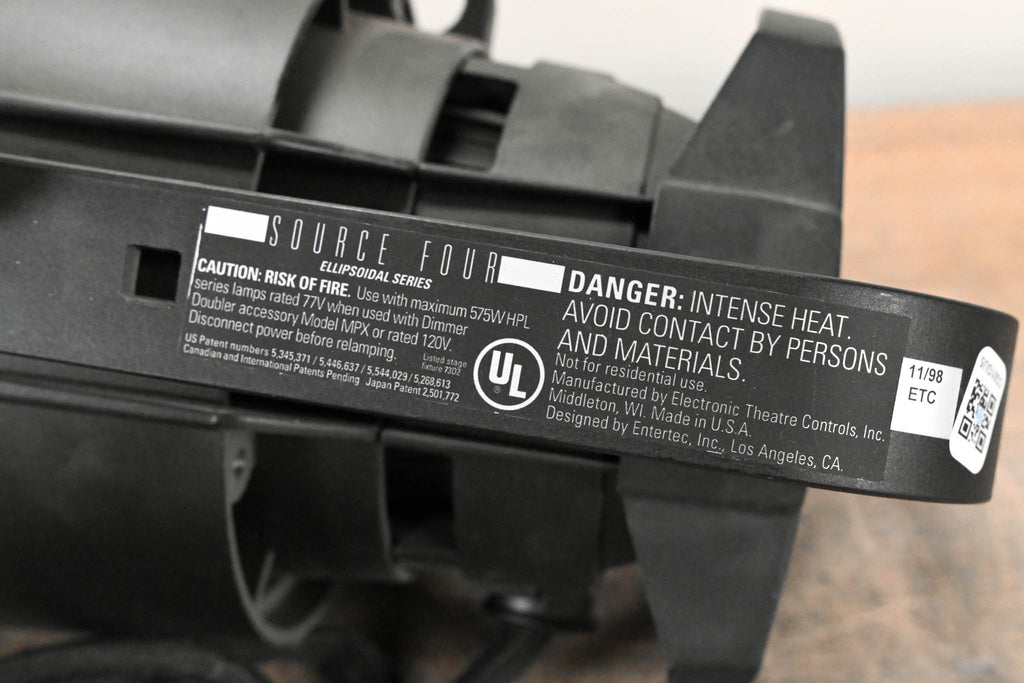 SOURCE FOUR
ELLIPSOIDAL SERIES
CAUTION: RISK OF FIRE. Use with maximum 575W HPL
series lamps rated 77V when used with Dimmer
Doubler accessory Model MPX or rated 120V.
Disconnect power before relamping.
US Patent numbers 5,345,371 / 5,446,637 / 5,544,029 / 5,268,613
Canadian and International Patents Pending Japan Patent 2,501,772
Listed stage
fixture 73D2
UL
®
DANGER: INTENSE HEAT.
AVOID CONTACT BY PERSONS
AND MATERIALS.
Not for residential use.
Manufactured by Electronic Theatre Controls, Inc.
Middleton, WI. Made in U.S.A.
Designed by Entertec, Inc., Los Angeles, CA.
11/98
ETC